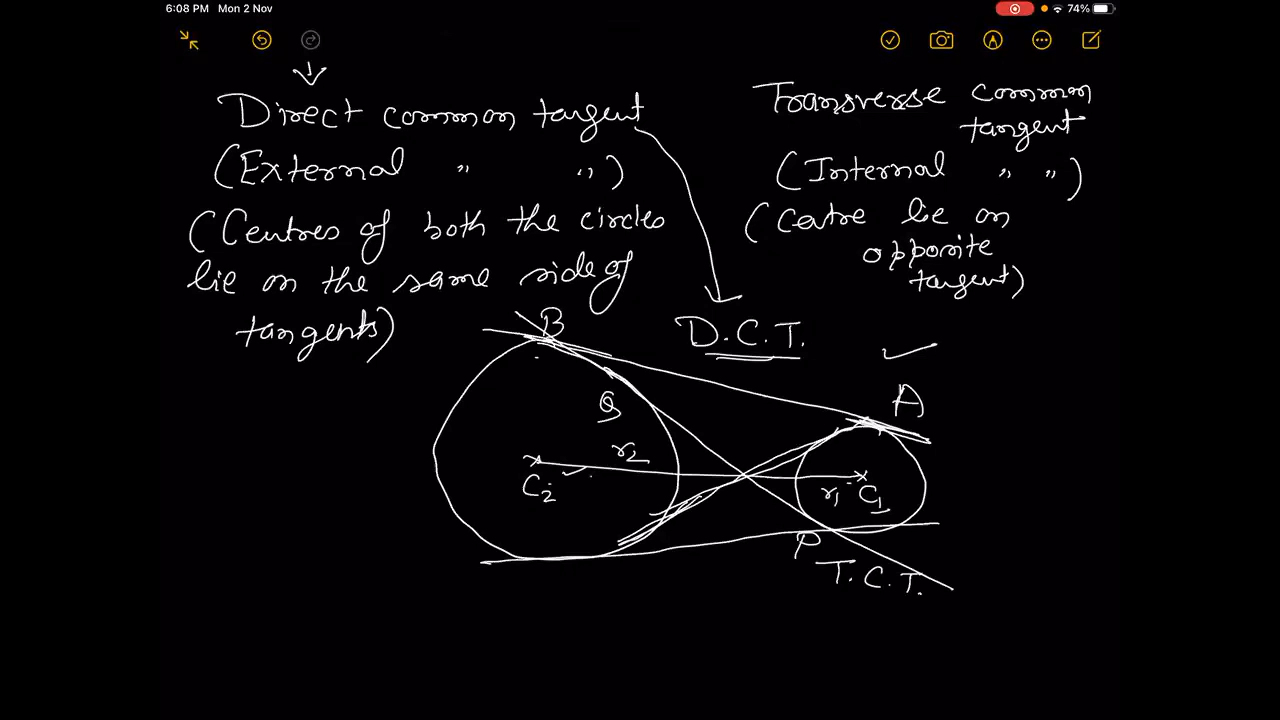 6:08 PM Mon 2 Nov
74%
Direct common tangent
(External " " )
(Centres of both the circles
lie on the same side of
tangents)
Transverse common
tangent
(Internal " " )
(centre lie on
opposite
tangent)
D.C.T.
B
A
Q
r2
C2
r1 C1
P
T.C.T.